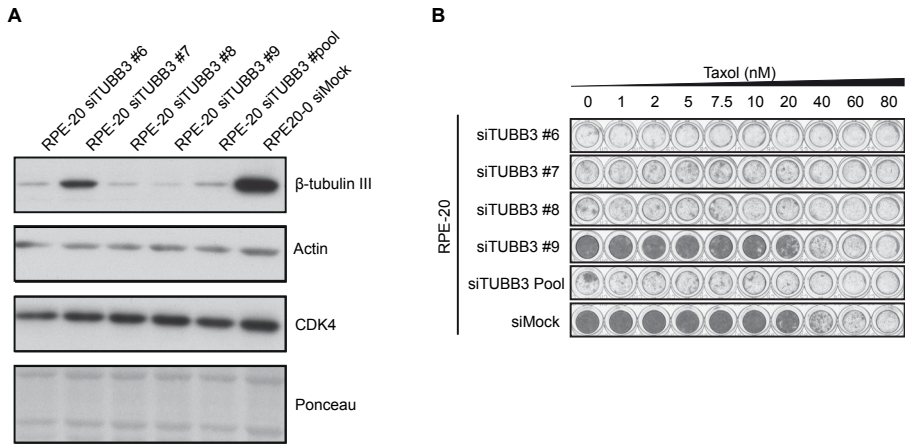 A
RPE-20 siTUBB3 #6
RPE-20 siTUBB3 #7
RPE-20 siTUBB3 #8
RPE-20 siTUBB3 #9
RPE-20 siTUBB3 #pool
RPE20-0 siMock
β-tubulin III
Actin
CDK4
Ponceau
B
Taxol (nM)
0 1 2 5 7.5 10 20 40 60 80
RPE-20
siTUBB3 #6
siTUBB3 #7
siTUBB3 #8
siTUBB3 #9
siTUBB3 Pool
siMock